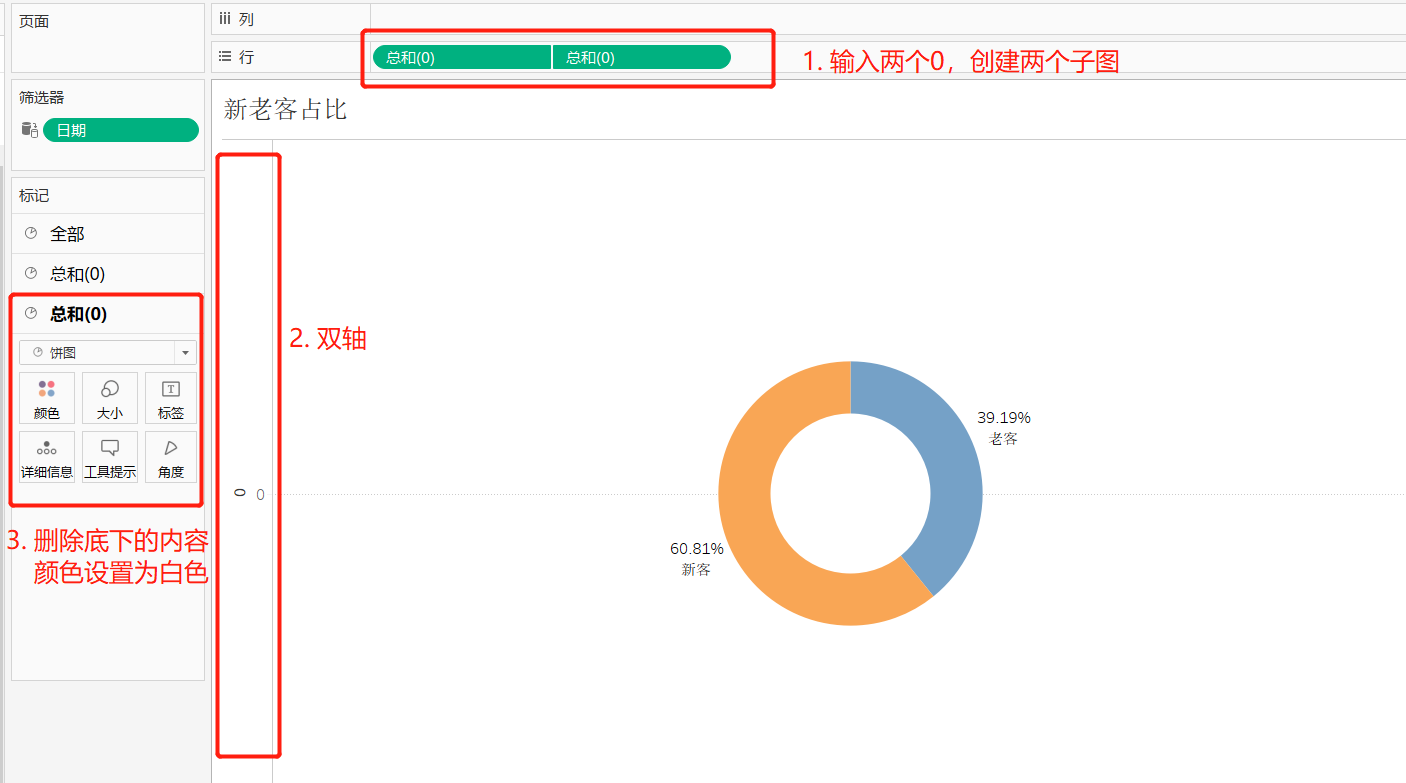 页面
列
行
总和(0)
总和(0)
1. 输入两个0，创建两个子图
筛选器
日期
新老客占比
标记
全部
总和(0)
总和(0)
饼图
颜色
大小
标签
详细信息
工具提示
角度
2. 双轴
39.19%
老客
0
0
60.81%
新客
3. 删除底下的内容
颜色设置为白色